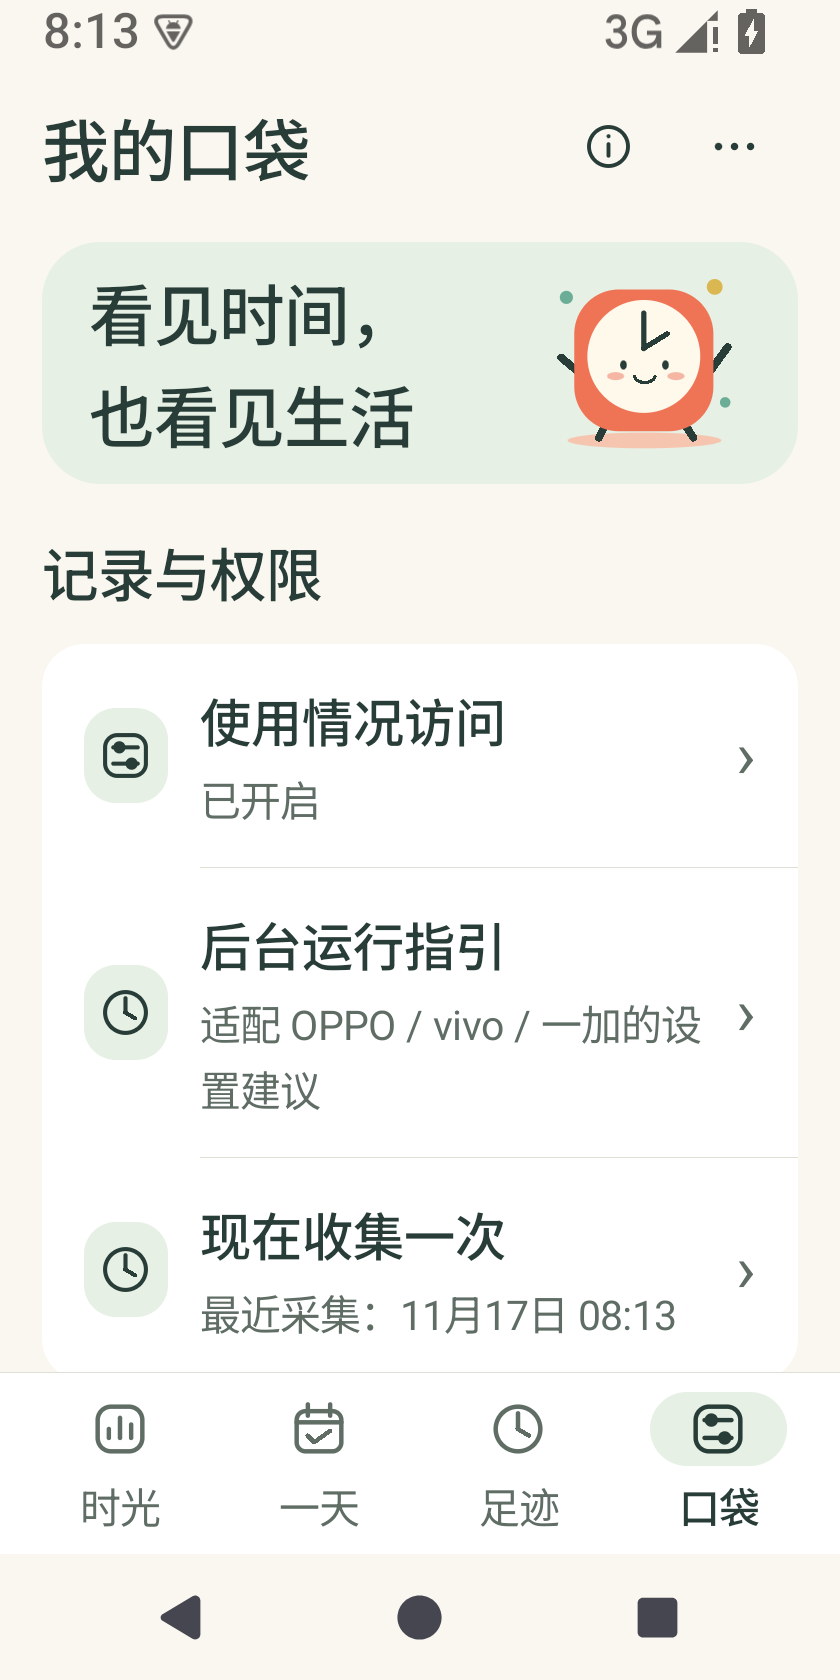 8:13
3G
我的口袋
看见时间，
也看见生活
记录与权限
使用情况访问
已开启
后台运行指引
适配 OPPO / vivo / 一加的设
置建议
现在收集一次
最近采集：11月17日 08:13
时光
一天
足迹
口袋